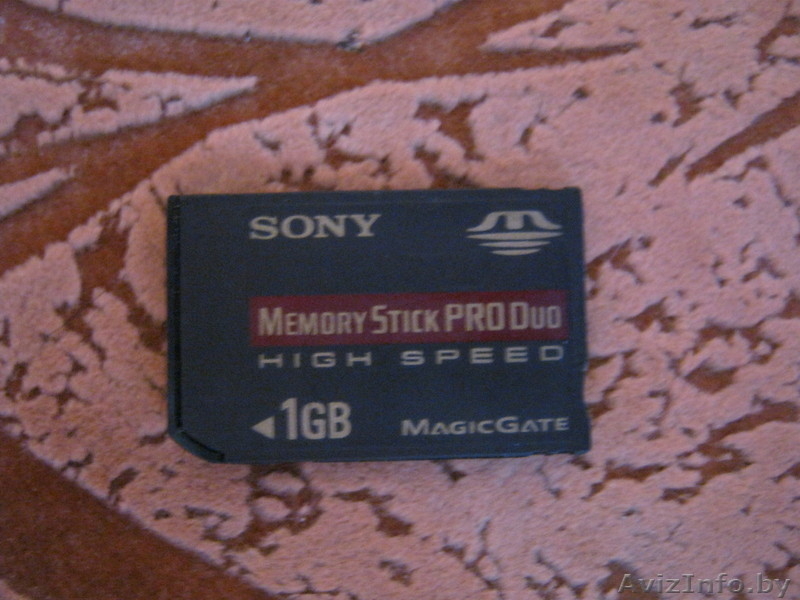 SONY
MEMORY STICK PRO DUO
HIGH SPEED
1GB MAGICGATE
AvizInfo.by